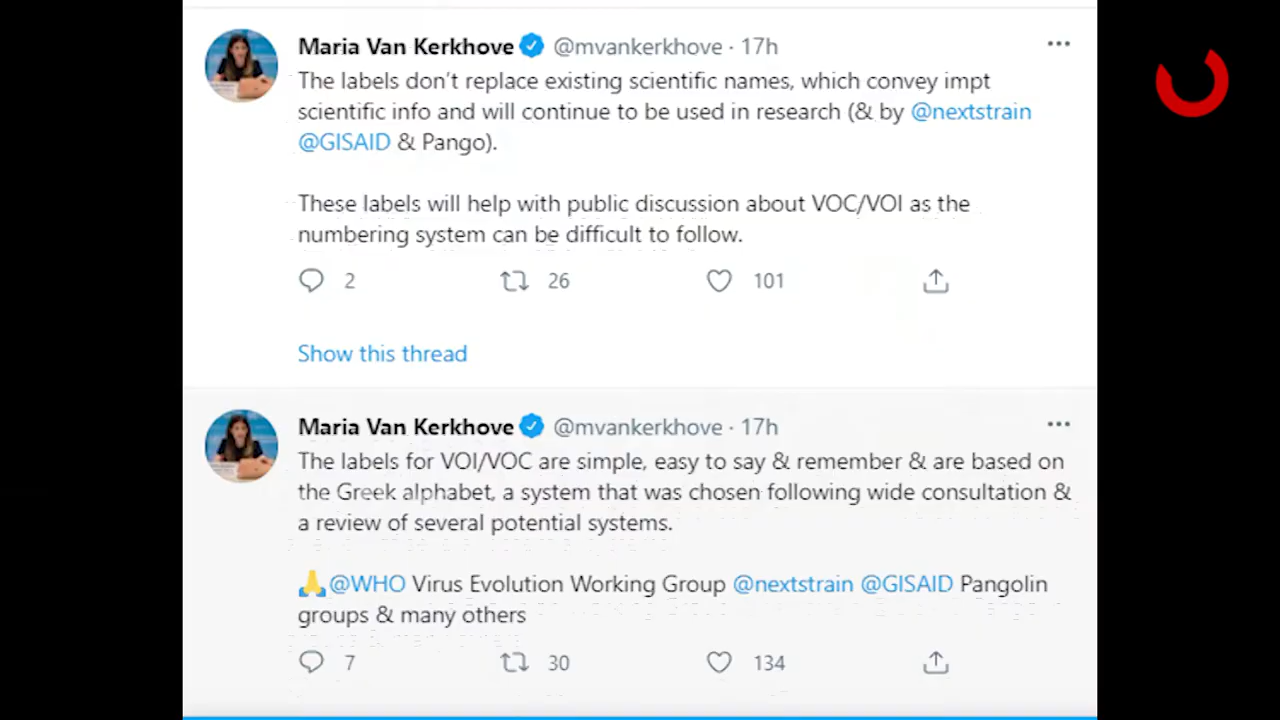 Maria Van Kerkhove @mvankerkhove · 17h
The labels don't replace existing scientific names, which convey impt
scientific info and will continue to be used in research (& by @nextstrain
@GISAID & Pango).
These labels will help with public discussion about VOC/VOI as the
numbering system can be difficult to follow.
2 26 101
Show this thread
Maria Van Kerkhove @mvankerkhove · 17h
The labels for VOI/VOC are simple, easy to say & remember & are based on
the Greek alphabet, a system that was chosen following wide consultation &
a review of several potential systems.
🙏@WHO Virus Evolution Working Group @nextstrain @GISAID Pangolin
groups & many others
7 30 134